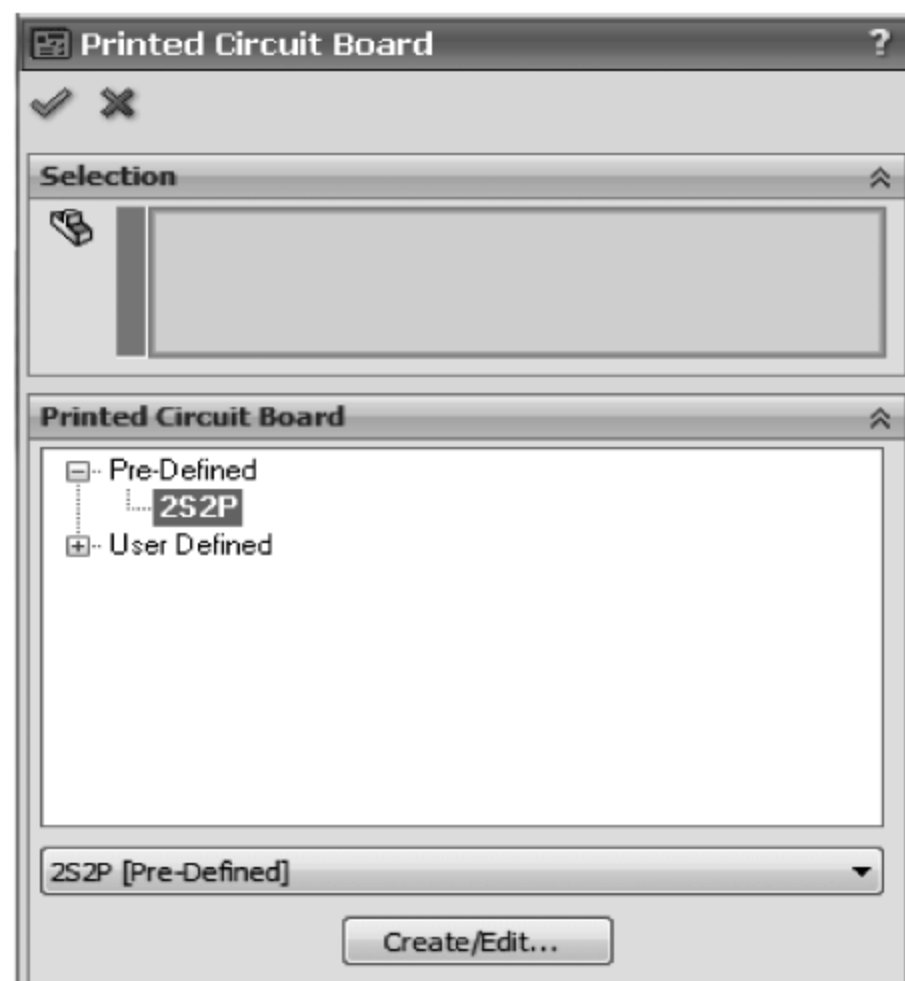 Printed Circuit Board ?
Selection
Printed Circuit Board
Pre-Defined
2S2P
User Defined
2S2P [Pre-Defined]
Create/Edit...